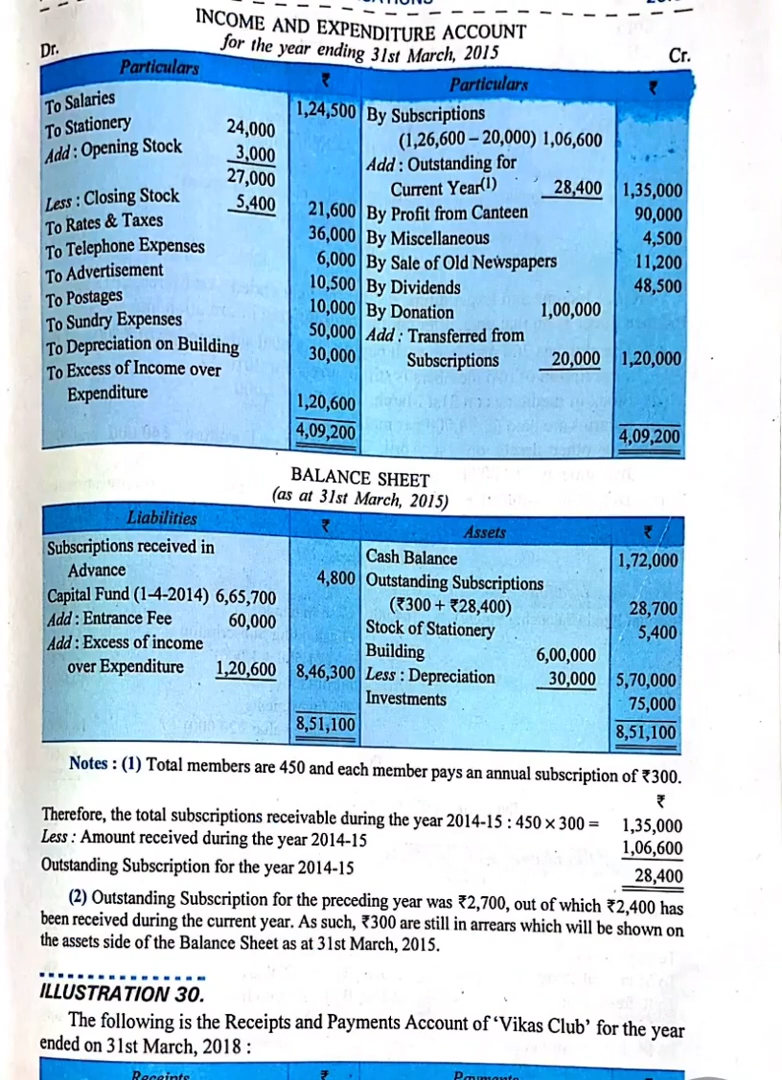 INCOME AND EXPENDITURE ACCOUNT
for the year ending 31st March, 2015
Dr. Cr.
Particulars ₹ Particulars ₹
To Salaries 1,24,500 By Subscriptions
To Stationery 24,000 (1,26,600 – 20,000) 1,06,600
Add : Opening Stock 3,000 Add : Outstanding for
27,000 Current Year(1) 28,400 1,35,000
Less : Closing Stock 5,400 21,600 By Profit from Canteen 90,000
To Rates & Taxes 36,000 By Miscellaneous 4,500
To Telephone Expenses 6,000 By Sale of Old Newspapers 11,200
To Advertisement 10,500 By Dividends 48,500
To Postages 10,000 By Donation 1,00,000
To Sundry Expenses 50,000 Add : Transferred from
To Depreciation on Building 30,000 Subscriptions 20,000 1,20,000
To Excess of Income over
Expenditure 1,20,600
4,09,200 4,09,200
BALANCE SHEET
(as at 31st March, 2015)
Liabilities ₹ Assets ₹
Subscriptions received in Cash Balance 1,72,000
Advance 4,800 Outstanding Subscriptions
Capital Fund (1-4-2014) 6,65,700 (₹300 + ₹28,400) 28,700
Add : Entrance Fee 60,000 Stock of Stationery 5,400
Add : Excess of income Building 6,00,000
over Expenditure 1,20,600 8,46,300 Less : Depreciation 30,000 5,70,000
Investments 75,000
8,51,100 8,51,100
Notes : (1) Total members are 450 and each member pays an annual subscription of ₹300.
₹
Therefore, the total subscriptions receivable during the year 2014-15 : 450 × 300 = 1,35,000
Less : Amount received during the year 2014-15 1,06,600
Outstanding Subscription for the year 2014-15 28,400
(2) Outstanding Subscription for the preceding year was ₹2,700, out of which ₹2,400 has
been received during the current year. As such, ₹300 are still in arrears which will be shown on
the assets side of the Balance Sheet as at 31st March, 2015.
ILLUSTRATION 30.
The following is the Receipts and Payments Account of ‘Vikas Club’ for the year
ended on 31st March, 2018 :
Receipts ₹ Payments